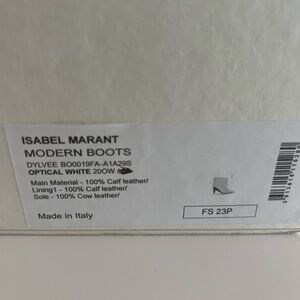 ISABEL MARANT
MODERN BOOTS
DYLVEE BO0019FA-A1A29S
OPTICAL WHITE 20OW
Main Material - 100% Calf leather/
Lining1 - 100% Calf leather/
Sole - 100% Cow leather/
Made in Italy
FS 23P